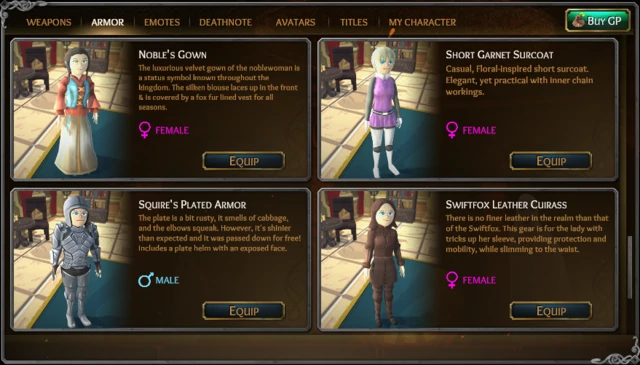 WEAPONS ARMOR EMOTES DEATHNOTE AVATARS TITLES MY CHARACTER BUY GP
NOBLE'S GOWN
The luxurious velvet gown of the noblewoman
is a status symbol known throughout the
kingdom. The silken blouse laces up in the front
& is covered by a fox fur lined vest for all
seasons.
FEMALE
EQUIP
SHORT GARNET SURCOAT
Casual, Floral-inspired short surcoat.
Elegant, yet practical with inner chain
workings.
FEMALE
EQUIP
SQUIRE'S PLATED ARMOR
The plate is a bit rusty, it smells of cabbage,
and the elbows squeak. However, it's shinier
than expected and it was passed down for free!
Includes a plate helm with an exposed face.
MALE
EQUIP
SWIFTFOX LEATHER CUIRASS
There is no finer leather in the realm than that
of the Swiftfox. This gear is for the lady with
tricks up her sleeve, providing protection and
mobility, while slimming to the waist.
FEMALE
EQUIP